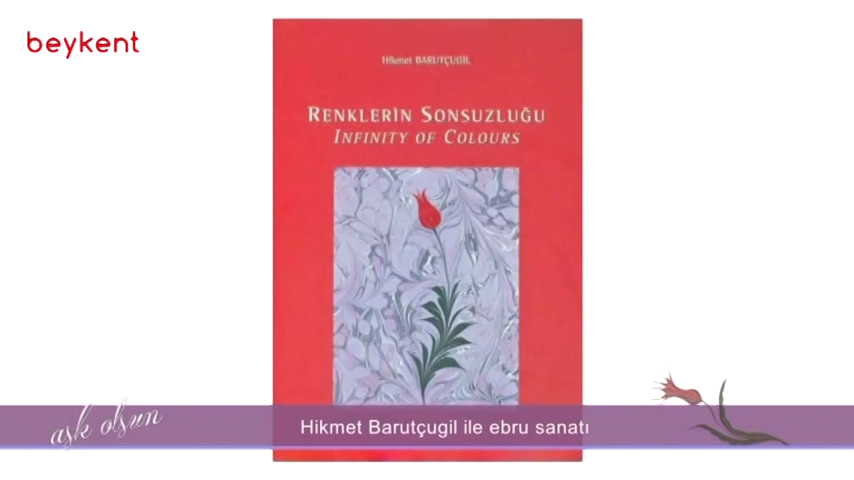 beykent
Hikmet BARUTÇUGİL
RENKLERİN SONSUZLUĞU
INFINITY OF COLOURS
aşk olsun
Hikmet Barutçugil ile ebru sanatı